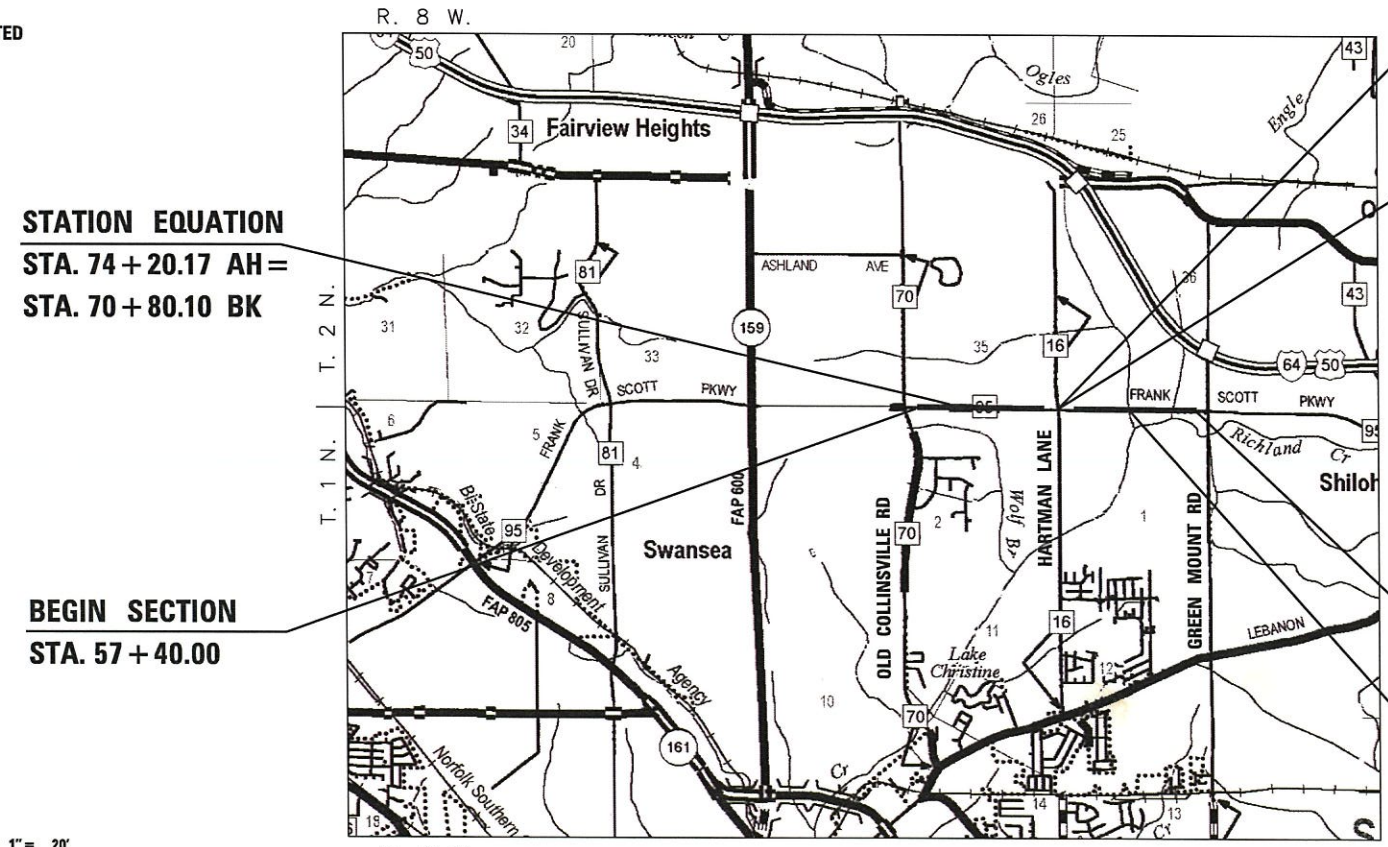 R. 8 W.
TED
50
20
43
Ogles
26
25
Engle
34
Fairview Heights
STATION EQUATION
STA. 74+20.17 AH=
STA. 70+80.10 BK
T. 2 N.
31
32
81
SULLIVAN DR
33
159
ASHLAND AVE
70
35
16
36
43
64
50
SCOTT PKWY
95
FRANK SCOTT PKWY
6
5
FRANK
T. 1 N.
81
4
Richland Cr
95
Shiloh
Bi-State Development Agency
95
SULLIVAN DR
FAP 600
Swansea
OLD COLLINSVILLE RD
70
2
Wolf Br
HARTMAN LANE
1
GREEN MOUNT RD
7
8
FAP 805
BEGIN SECTION
STA. 57+40.00
16
11
12
LEBANON
Lake
Christine
10
70
161
Norfolk Southern
Cr
14
13
Cr
18
1"= 20'